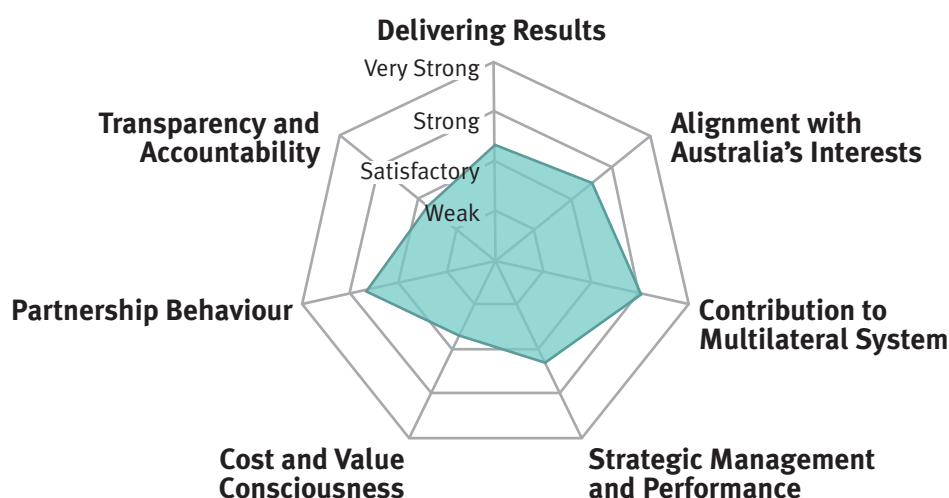 Delivering Results
Very Strong
Strong
Satisfactory
Weak
Alignment with
Australia’s Interests
Contribution to
Multilateral System
Strategic Management
and Performance
Cost and Value
Consciousness
Partnership Behaviour
Transparency and
Accountability